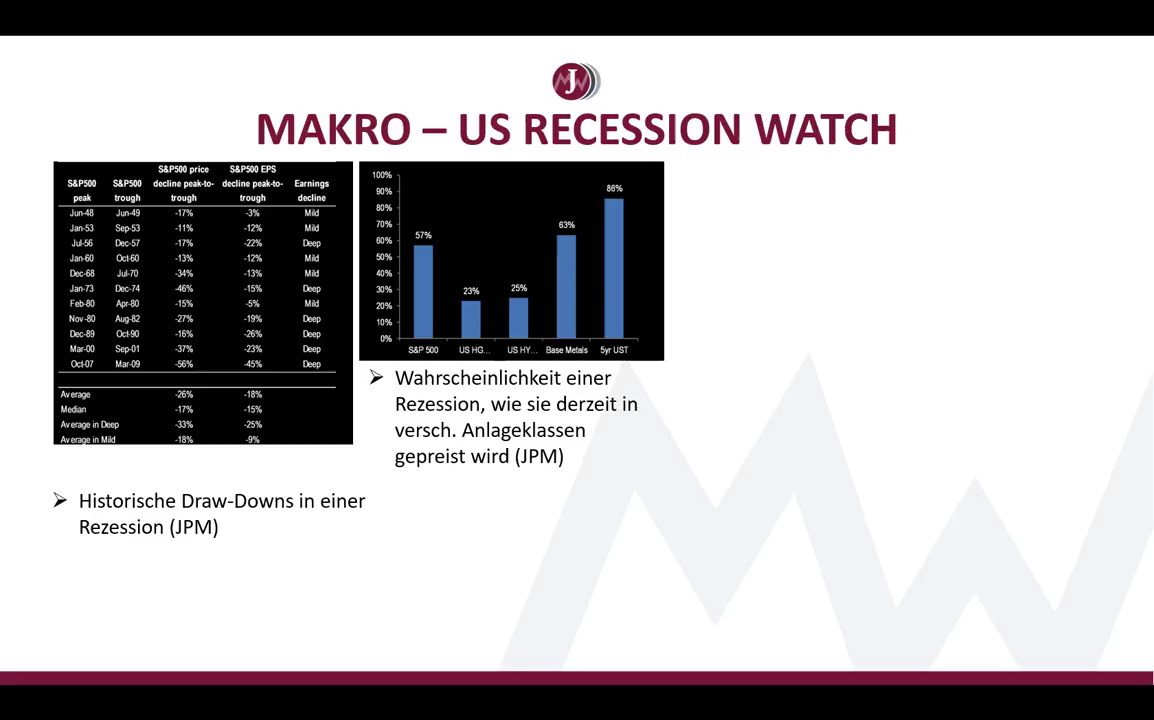 J
MAKRO – US RECESSION WATCH
S&P500 price S&P500 EPS
S&P500 S&P500 decline peak-to- decline peak-to- Earnings
peak trough trough trough decline
Jun-48 Jun-49 -17% -3% Mild
Jan-53 Sep-53 -11% -12% Mild
Jul-56 Dec-57 -17% -22% Deep
Jan-60 Oct-60 -13% -12% Mild
Dec-68 Jul-70 -34% -13% Mild
Jan-73 Dec-74 -46% -15% Deep
Feb-80 Apr-80 -15% -5% Mild
Nov-80 Aug-82 -27% -19% Deep
Dec-89 Oct-90 -16% -26% Deep
Mar-00 Sep-01 -37% -23% Deep
Oct-07 Mar-09 -56% -45% Deep
Average -26% -18%
Median -17% -15%
Average in Deep -33% -25%
Average in Mild -18% -9%
100%
90%
80%
70%
60%
50%
40%
30%
20%
10%
0%
57%
23%
25%
63%
86%
S&P 500 US HG... US HY... Base Metals 5yr UST
➢ Wahrscheinlichkeit einer
Rezession, wie sie derzeit in
versch. Anlageklassen
gepreist wird (JPM)
➢ Historische Draw-Downs in einer
Rezession (JPM)